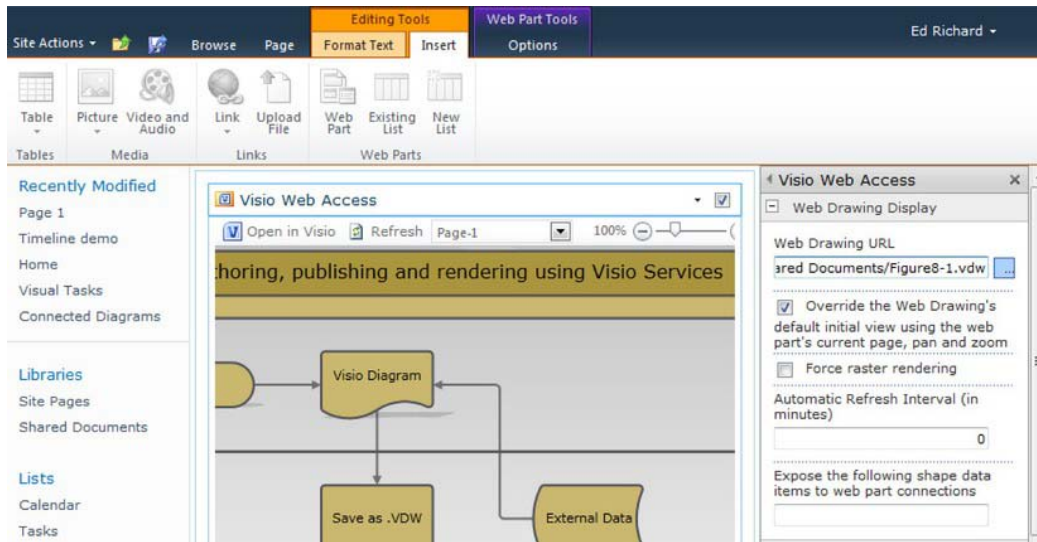 Editing Tools
Web Part Tools
Ed Richard
Site Actions
Browse
Page
Format Text
Insert
Options
Table
Picture
Video and
Audio
Link
Upload
File
Web
Part
Existing
List
New
List
Tables
Media
Links
Web Parts
Recently Modified
Page 1
Timeline demo
Home
Visual Tasks
Connected Diagrams
Libraries
Site Pages
Shared Documents
Lists
Calendar
Tasks
Visio Web Access
Open in Visio
Refresh
Page-1
100%
horing, publishing and rendering using Visio Services
Visio Diagram
Save as .VDW
External Data
Visio Web Access
Web Drawing Display
Web Drawing URL
ared Documents/Figure8-1.vdw
...
Override the Web Drawing's
default initial view using the web
part's current page, pan and zoom
Force raster rendering
Automatic Refresh Interval (in
minutes)
0
Expose the following shape data
items to web part connections